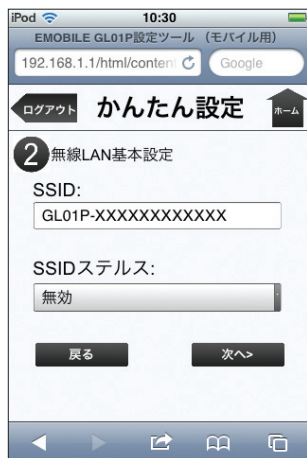 iPod 10:30
EMOBILE GL01P設定ツール （モバイル用）
192.168.1.1/html/content Google
ログアウト かんたん設定 ホーム
2 無線LAN基本設定
SSID:
GL01P-XXXXXXXXXXXX
SSIDステルス:
無効
戻る 次へ>